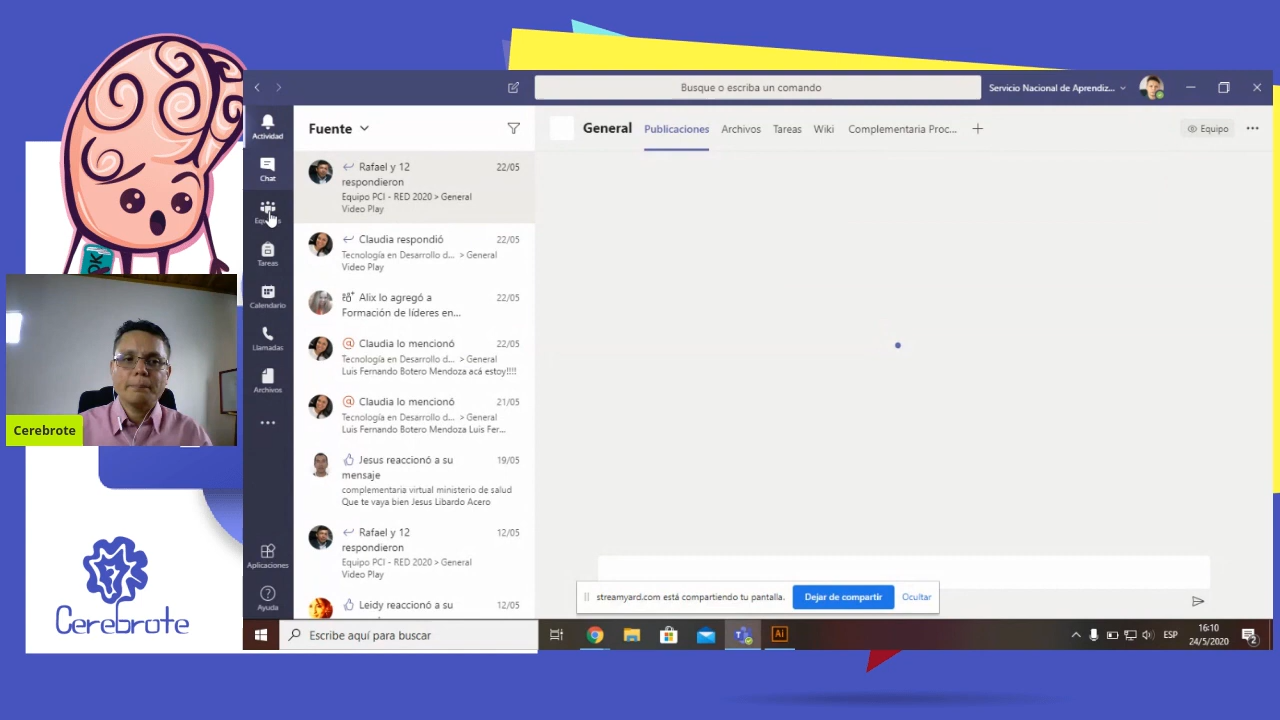 Busque o escriba un comando
Servicio Nacional de Aprendiz...
Actividad
Chat
Tareas
Calendario
Llamadas
Archivos
Aplicaciones
Ayuda
Fuente
Rafael y 12
respondieron
22/05
Equipo PCI - RED 2020 > General
Video Play
Claudia respondió
22/05
Tecnología en Desarrollo d... > General
Video Play
Alix lo agregó a
22/05
Formación de líderes en...
@ Claudia lo mencionó
22/05
Tecnología en Desarrollo d... > General
Luis Fernando Botero Mendoza acá estoy!!!!
@ Claudia lo mencionó
21/05
Tecnología en Desarrollo d... > General
Luis Fernando Botero Mendoza Luis Fer...
Jesus reaccionó a su
mensaje
19/05
complementaria virtual ministerio de salud
Que te vaya bien Jesus Libardo Acero
Rafael y 12
respondieron
12/05
Equipo PCI - RED 2020 > General
Video Play
Leidy reaccionó a su
12/05
General
Publicaciones
Archivos
Tareas
Wiki
Complementaria Proc...
Equipo
streamyard.com está compartiendo tu pantalla.
Dejar de compartir
Ocultar
Escribe aquí para buscar
Ai
ESP
16:10
24/5/2020
2
Cerebrote
Cerebrote